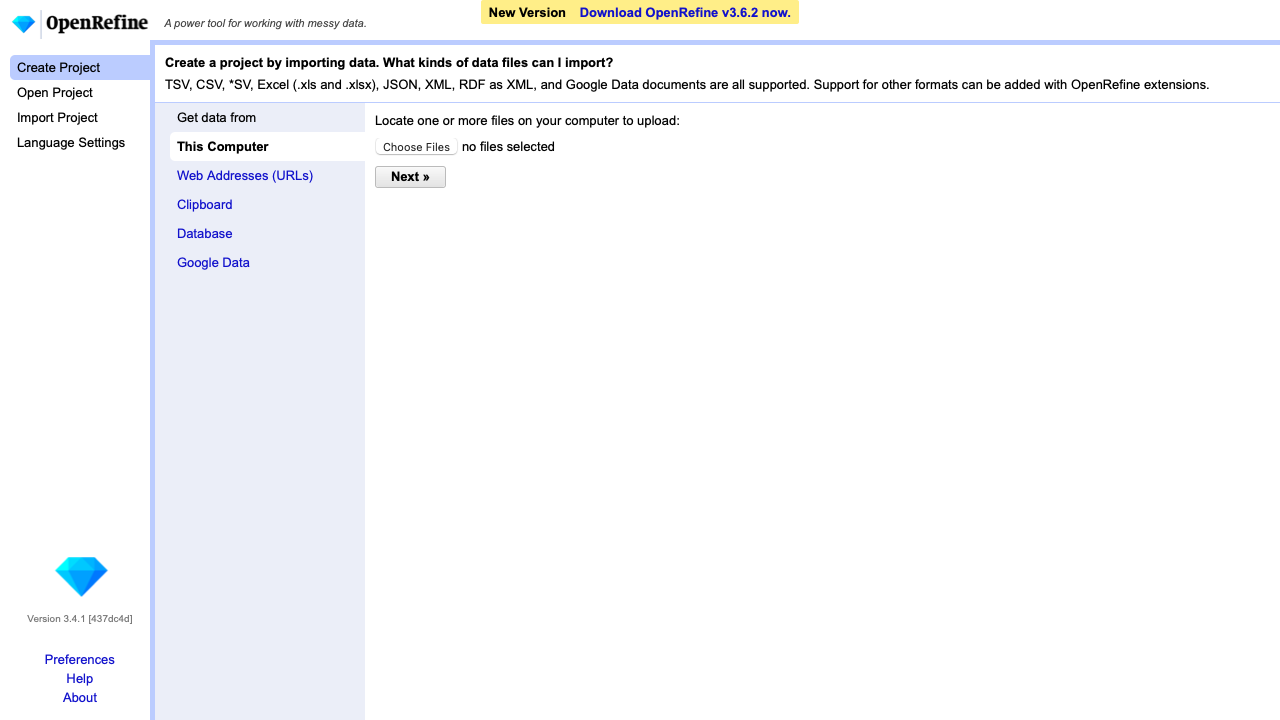 OpenRefine
A power tool for working with messy data.
New Version Download OpenRefine v3.6.2 now.
Create Project
Open Project
Import Project
Language Settings
Create a project by importing data. What kinds of data files can I import?
TSV, CSV, *SV, Excel (.xls and .xlsx), JSON, XML, RDF as XML, and Google Data documents are all supported. Support for other formats can be added with OpenRefine extensions.
Get data from
This Computer
Web Addresses (URLs)
Clipboard
Database
Google Data
Locate one or more files on your computer to upload:
Choose Files no files selected
Next »
Version 3.4.1 [437dc4d]
Preferences
Help
About